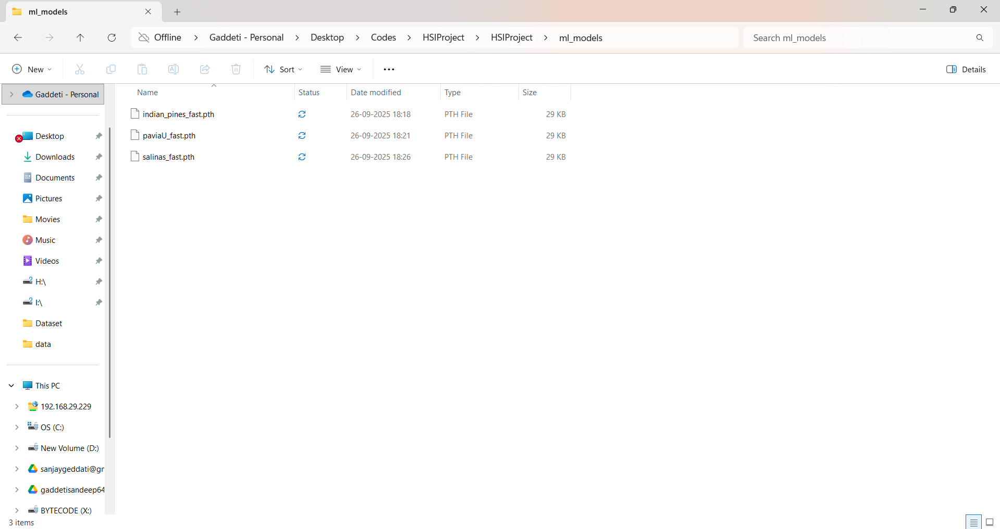 ml_models
Offline > Gaddeti - Personal > Desktop > Codes > HSIProject > HSIProject > ml_models
Search ml_models
New
Sort
View
Details
Gaddeti - Personal
Desktop
Downloads
Documents
Pictures
Movies
Music
Videos
H:\
I:\
Dataset
data
This PC
192.168.29.229
OS (C:)
New Volume (D:)
sanjaygeddati@gr
gaddetisandeep64
BYTECODE (X:)
Name Status Date modified Type Size
indian_pines_fast.pth 26-09-2025 18:18 PTH File 29 KB
paviaU_fast.pth 26-09-2025 18:21 PTH File 29 KB
salinas_fast.pth 26-09-2025 18:26 PTH File 29 KB
3 items